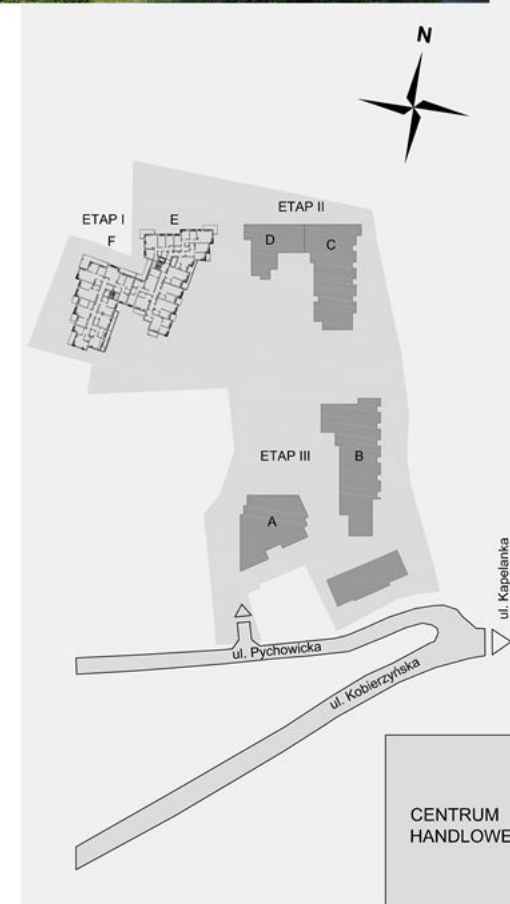 N
ETAP II
ETAP I
E
F
D
C
ETAP III
B
A
ul. Kapelanka
ul. Pychowicka
ul. Kobierzyńska
CENTRUM
HANDLOWE